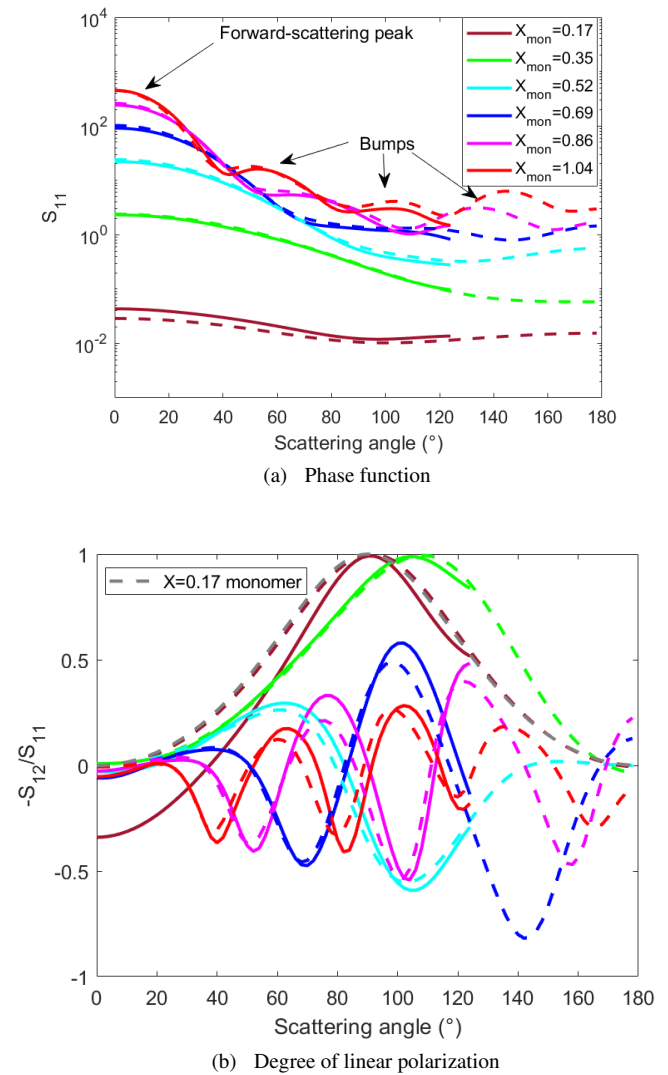 10^4
10^2
10^0
10^-2
S_11
Forward-scattering peak
Bumps
X_mon=0.17
X_mon=0.35
X_mon=0.52
X_mon=0.69
X_mon=0.86
X_mon=1.04
0 20 40 60 80 100 120 140 160 180
Scattering angle (°)
(a) Phase function
1
0.5
0
-0.5
-1
-S_12/S_11
X=0.17 monomer
0 20 40 60 80 100 120 140 160 180
Scattering angle (°)
(b) Degree of linear polarization